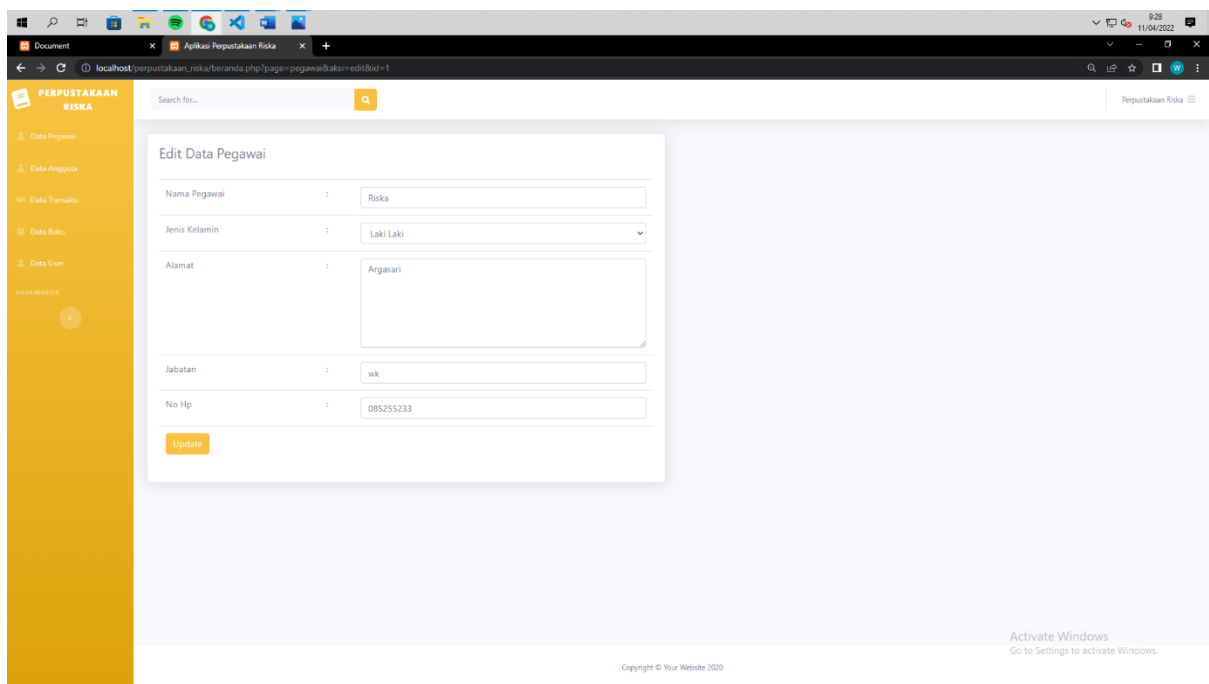 9:28
11/04/2022
Document
Aplikasi Perpustakaan Riska
localhost/perpustakaan_riska/beranda.php?page=pegawai&aksi=edit&id=1
PERPUSTAKAAN
RISKA
Search for...
Perpustakaan Riska
Data Pegawai
Data Anggota
Data Transaksi
Data Buku
Data User
DATA MASTER
Edit Data Pegawai
Nama Pegawai : Riska
Jenis Kelamin : Laki Laki
Alamat : Argasari
Jabatan : wk
No Hp : 085255233
Update
Activate Windows
Go to Settings to activate Windows.
Copyright © Your Website 2020